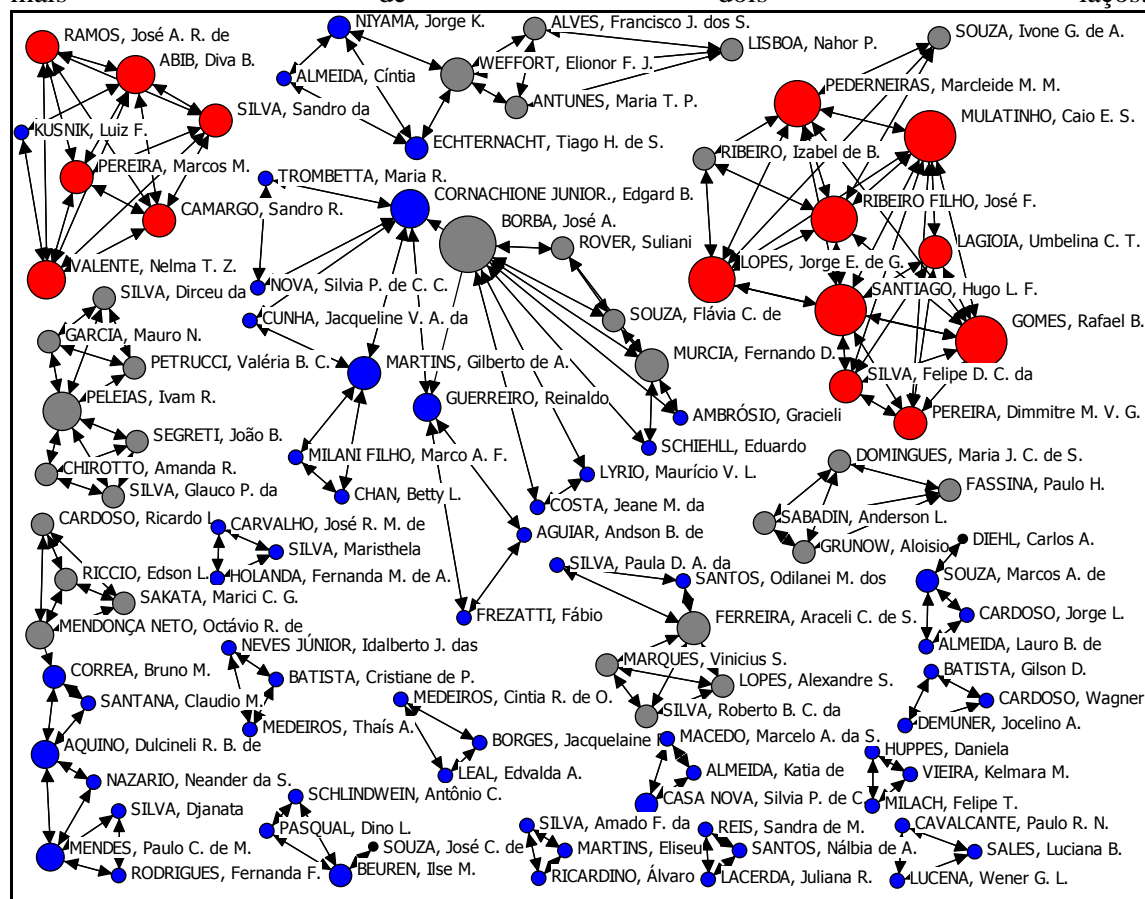 mais de dois laços.
RAMOS, José A. R. de
ABIB, Diva B.
SILVA, Sandro da
KUSNIK, Luiz F.
PEREIRA, Marcos M.
CAMARGO, Sandro R.
VALENTE, Nelma T. Z.
NIYAMA, Jorge K.
ALVES, Francisco J. dos S.
LISBOA, Nahor P.
WEFFORT, Elionor F. J.
ALMEIDA, Cíntia
ANTUNES, Maria T. P.
ECHTERNACHT, Tiago H. de S.
SOUZA, Ivone G. de A.
PEDERNEIRAS, Marcleide M. M.
MULATINHO, Caio E. S.
RIBEIRO, Izabel de B.
RIBEIRO FILHO, José F.
LAGIOIA, Umbelina C. T.
LOPES, Jorge E. de G.
SANTIAGO, Hugo L. F.
GOMES, Rafael B.
SILVA, Felipe D. C. da
PEREIRA, Dimmitre M. V. G.
TROMBETTA, Maria R.
CORNACHIONE JUNIOR., Edgard B.
BORBA, José A.
ROVER, Suliani
NOVA, Silvia P. de C. C.
CUNHA, Jacqueline V. A. da
SOUZA, Flávia C. de
MURCIA, Fernando D.
MARTINS, Gilberto de A.
GUERREIRO, Reinaldo
AMBRÓSIO, Gracieli
SCHIEHLL, Eduardo
MILANI FILHO, Marco A. F.
LYRIO, Maurício V. L.
CHAN, Betty L.
COSTA, Jeane M. da
AGUIAR, Andson B. de
FREZATTI, Fábio
SILVA, Dirceu da
GARCIA, Mauro N.
PETRUCCI, Valéria B. C.
PELEIAS, Ivam R.
SEGRETI, João B.
CHIROTTO, Amanda R.
SILVA, Glauco P. da
DOMINGUES, Maria J. C. de S.
FASSINA, Paulo H.
SABADIN, Anderson L.
GRUNOW, Aloisio
CARDOSO, Ricardo L
RICCIO, Edson L.
SAKATA, Marici C. G.
MENDONÇA NETO, Octávio R. de
CORREA, Bruno M.
SANTANA, Claudio M.
AQUINO, Dulcineli R. B. de
NAZARIO, Neander da S.
SILVA, Djanata
MENDES, Paulo C. de M.
RODRIGUES, Fernanda F.
CARVALHO, José R. M. de
SILVA, Maristhela
HOLANDA, Fernanda M. de A.
NEVES JÚNIOR, Idalberto J. das
BATISTA, Cristiane de P.
MEDEIROS, Thaís A.
SILVA, Paula D. A. da
SANTOS, Odilanei M. dos
FERREIRA, Araceli C. de S.
MARQUES, Vinicius S.
LOPES, Alexandre S.
SILVA, Roberto B. C. da
DIEHL, Carlos A.
SOUZA, Marcos A. de
CARDOSO, Jorge L.
ALMEIDA, Lauro B. de
BATISTA, Gilson D.
CARDOSO, Wagner
DEMUNER, Jocelino A.
MEDEIROS, Cintia R. de O.
BORGES, Jacquelaine
LEAL, Edvalda A.
MACEDO, Marcelo A. da S.
ALMEIDA, Katia de
CASA NOVA, Silvia P. de C
HUPPES, Daniela
VIEIRA, Kelmara M.
MILACH, Felipe T.
SCHLINDWEIN, Antônio C.
PASQUAL, Dino L.
SOUZA, José C. de
BEUREN, Ilse M.
SILVA, Amado F. da
MARTINS, Eliseu
RICARDINO, Álvaro
REIS, Sandra de M.
SANTOS, Nálbia de A.
LACERDA, Juliana R.
CAVALCANTE, Paulo R. N.
SALES, Luciana B.
LUCENA, Wener G. L.